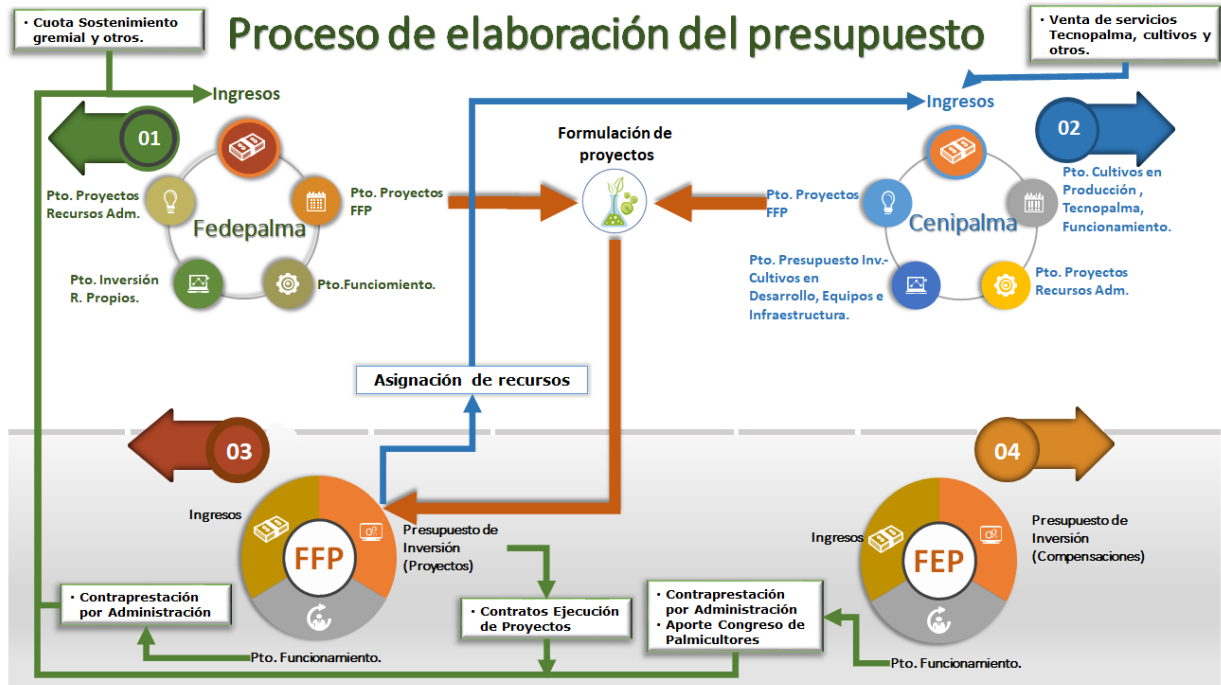 Proceso de elaboración del presupuesto
· Cuota Sostenimiento
gremial y otros.
· Venta de servicios
Tecnopalma, cultivos y
otros.
Ingresos
01
Pto. Proyectos
Recursos Adm.
Pto. Proyectos
FFP
Fedepalma
Pto. Inversión
R. Propios.
Pto.Funciomiento.
Formulación de
proyectos
Ingresos
02
Pto. Proyectos
FFP
Pto. Cultivos en
Producción ,
Tecnopalma,
Funcionamiento.
Cenipalma
Pto. Presupuesto Inv.-
Cultivos en
Desarrollo, Equipos e
Infraestructura.
Pto. Proyectos
Recursos Adm.
Asignación de recursos
03
Ingresos
FFP
Presupuesto de
Inversión
(Proyectos)
· Contraprestación
por Administración
Pto. Funcionamiento.
· Contratos Ejecución
de Proyectos
04
Ingresos
FEP
Presupuesto de
Inversión
(Compensaciones)
· Contraprestación
por Administración
· Aporte Congreso de
Palmicultores
Pto. Funcionamiento.